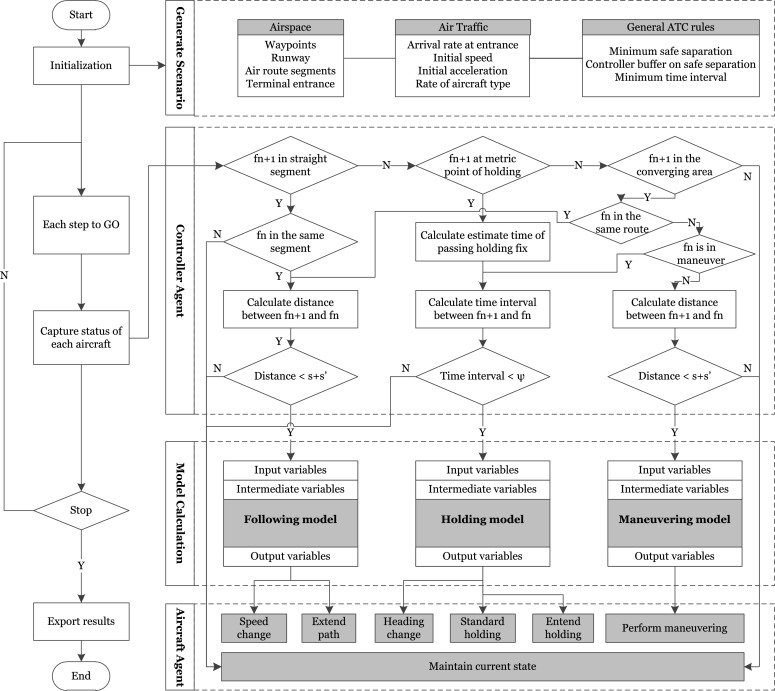 Start
Initialization
Each step to GO
N
Capture status of
each aircraft
Stop
Y
Export results
End
Generate Scenario
Airspace
Waypoints
Runway
Air route segments
Terminal entrance
Air Traffic
Arrival rate at entrance
Initial speed
Initial acceleration
Rate of aircraft type
General ATC rules
Minimum safe saparation
Controller buffer on safe separation
Minimum time interval
Controller Agent
fn+1 in straight
segment
N
fn+1 at metric
point of holding
N
fn+1 in the
converging area
N
Y
Y
Y
fn in the same
segment
N
Y
Calculate estimate time of
passing holding fix
Y
fn in the
same route
N
fn is in
maneuver
Y
N
Calculate distance
between fn+1 and fn
Calculate time interval
between fn+1 and fn
Calculate distance
between fn+1 and fn
Y
N
Distance < s+s'
N
Time interval < ψ
Distance < s+s'
N
Y
Y
Y
Model Calculation
Input variables
Intermediate variables
Following model
Output variables
Input variables
Intermediate variables
Holding model
Output variables
Input variables
Intermediate variables
Maneuvering model
Output variables
Aircraft Agent
Speed
change
Extend
path
Heading
change
Standard
holding
Entend
holding
Perform maneuvering
Maintain current state